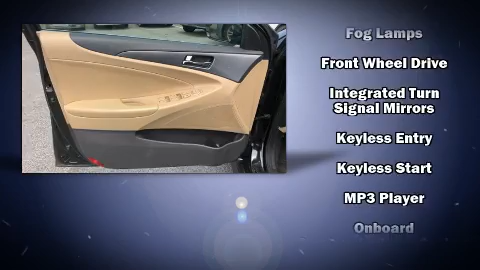 Fog Lamps
Front Wheel Drive
Integrated Turn
Signal Mirrors
Keyless Entry
Keyless Start
MP3 Player
Onboard